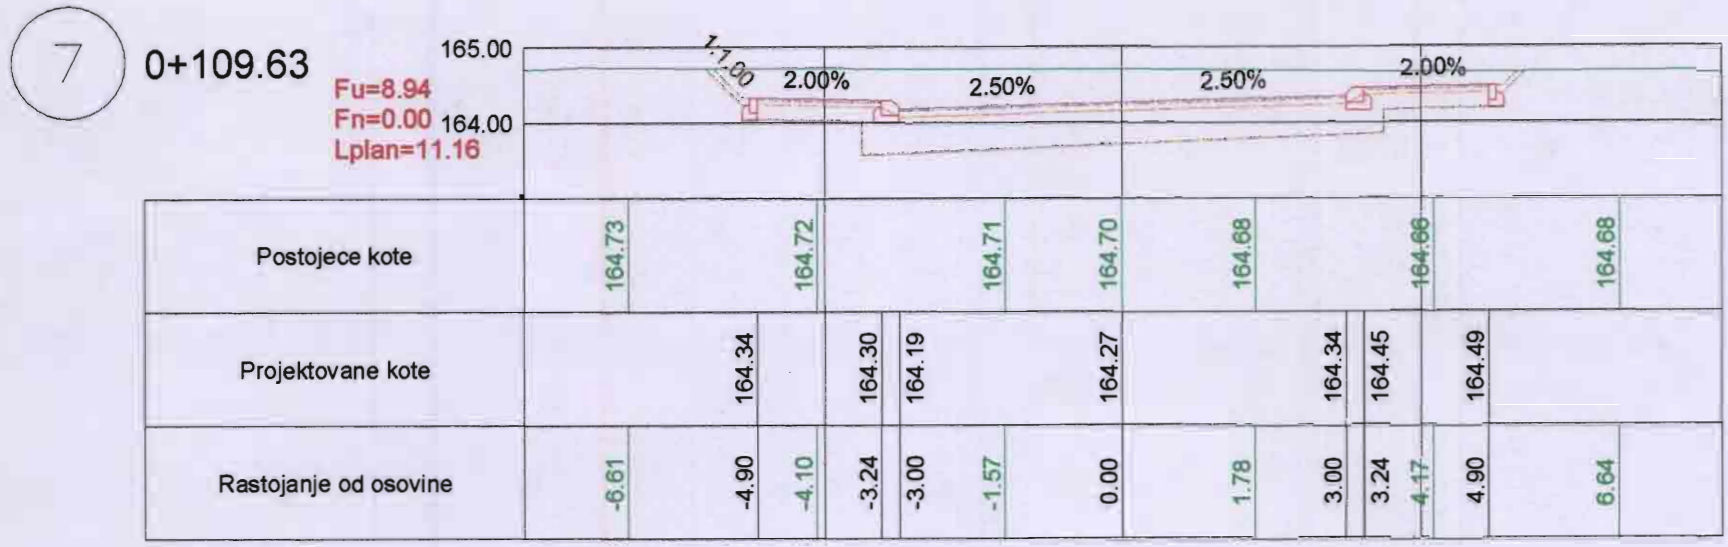 7
0+109.63
Fu=8.94
Fn=0.00
Lplan=11.16
165.00
164.00
1:1.00
2.00%
2.50%
2.50%
2.00%
Postojece kote
164.73 164.72 164.71 164.70 164.68 164.66 164.68
Projektovane kote
164.34 164.30 164.19 164.27 164.34 164.45 164.49
Rastojanje od osovine
-6.61 -4.90 -4.10 -3.24 -3.00 -1.57 0.00 1.78 3.00 3.24 4.17 4.90 6.64